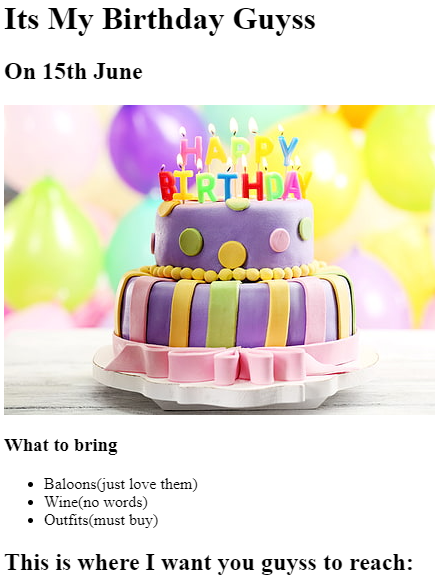 Its My Birthday Guyss
On 15th June
HAPPY
BIRTHDAY
What to bring
Baloons(just love them)
Wine(no words)
Outfits(must buy)
This is where I want you guyss to reach: